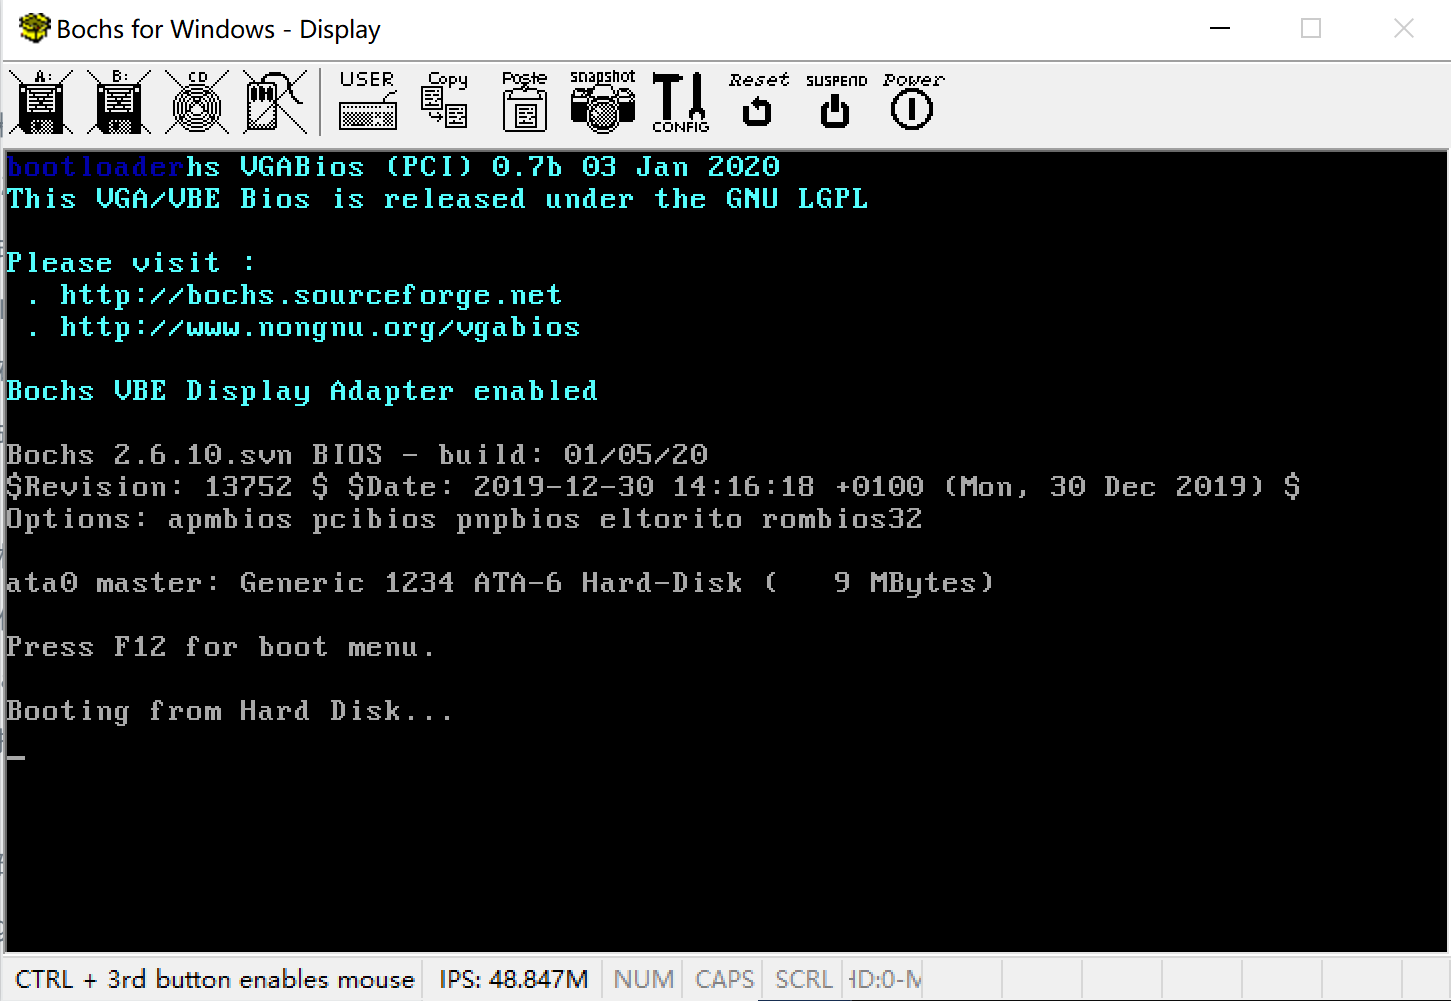 Bochs for Windows - Display
A: B: CD USER Copy Paste snapshot CONFIG Reset SUSPEND Power
bootloaderhs VGABios (PCI) 0.7b 03 Jan 2020
This VGA/VBE Bios is released under the GNU LGPL
Please visit :
. http://bochs.sourceforge.net
. http://www.nongnu.org/vgabios
Bochs VBE Display Adapter enabled
Bochs 2.6.10.svn BIOS - build: 01/05/20
$Revision: 13752 $ $Date: 2019-12-30 14:16:18 +0100 (Mon, 30 Dec 2019) $
Options: apmbios pcibios pnpbios eltorito rombios32
ata0 master: Generic 1234 ATA-6 Hard-Disk (   9 MBytes)
Press F12 for boot menu.
Booting from Hard Disk...
CTRL + 3rd button enables mouse IPS: 48.847M NUM CAPS SCRL HD:0-M